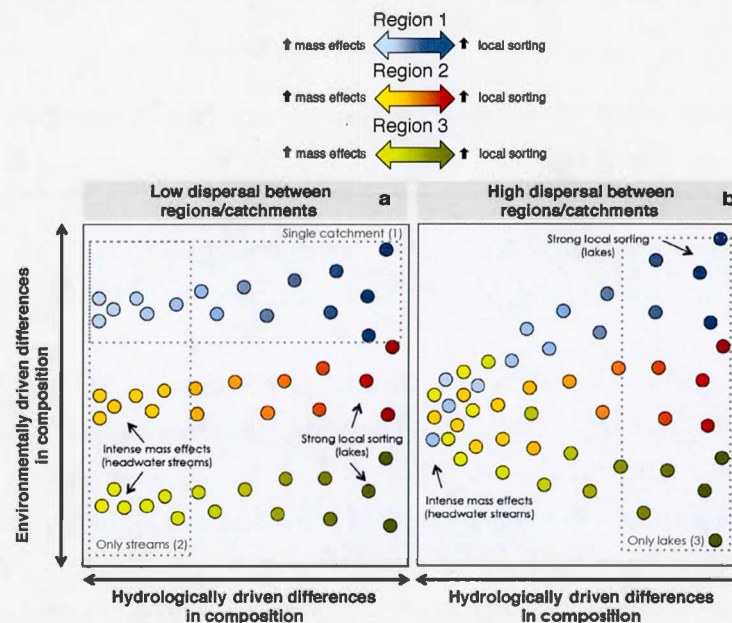 Region 1
⬆ mass effects ⬆ local sorting
Region 2
⬆ mass effects ⬆ local sorting
Region 3
⬆ mass effects ⬆ local sorting
Low dispersal between
regions/catchments
a
High dispersal between
regions/catchments
b
Environmentally driven differences
in composition
Single catchment (1)
Intense mass effects
(headwater streams)
Strong local sorting
(lakes)
Only streams (2)
Strong local sorting
(lakes)
Intense mass effects
(headwater streams)
Only lakes (3)
Hydrologically driven differences
in composition
Hydrologically driven differences
in composition